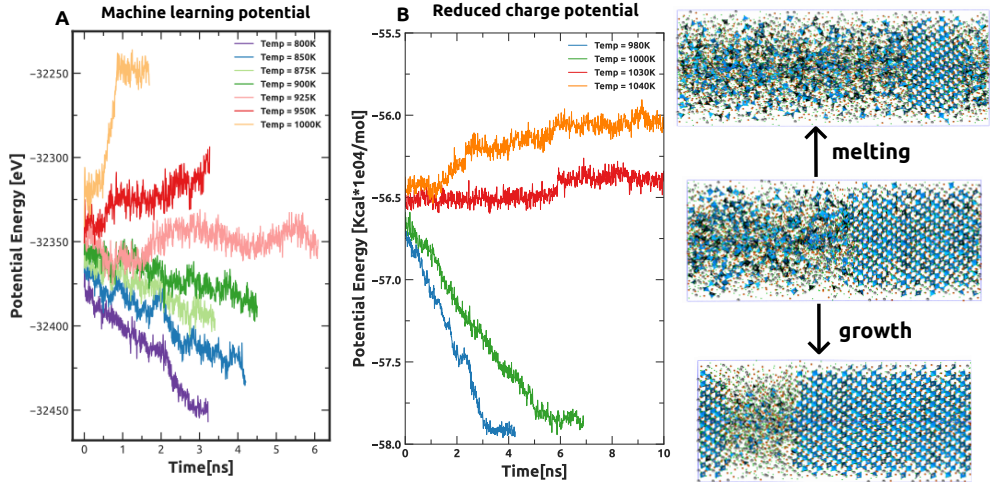 A
Machine learning potential
Temp = 800K
Temp = 850K
Temp = 875K
Temp = 900K
Temp = 925K
Temp = 950K
Temp = 1000K
Potential Energy [eV]
−32250
−32300
−32350
−32400
−32450
0 1 2 3 4 5 6
Time[ns]
B
Reduced charge potential
Temp = 980K
Temp = 1000K
Temp = 1030K
Temp = 1040K
Potential Energy [Kcal*1e04/mol]
−55.5
−56.0
−56.5
−57.0
−57.5
−58.0
0 2 4 6 8 10
Time[ns]
melting
growth